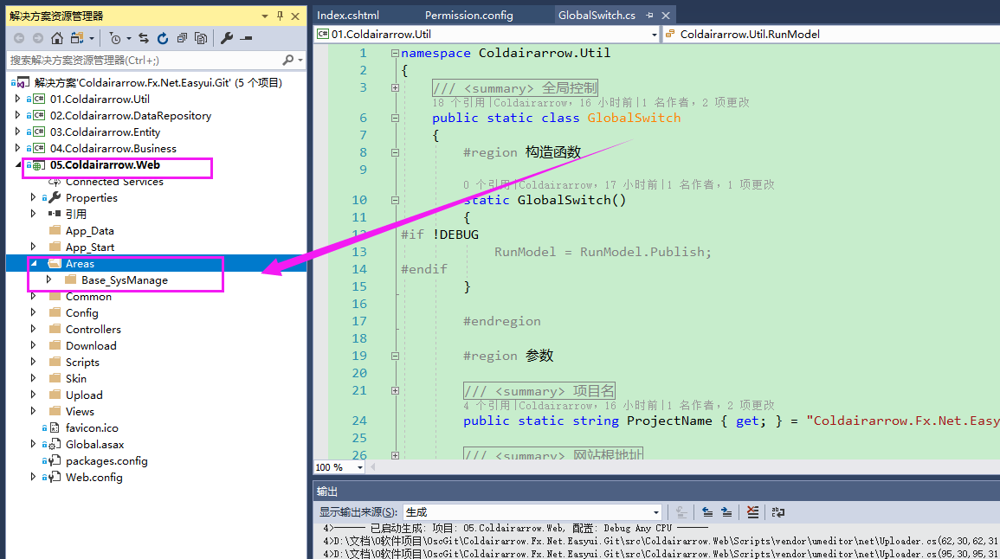 解决方案资源管理器
搜索解决方案资源管理器(Ctrl+;)
解决方案'Coldairarrow.Fx.Net.Easyui.Git' (5 个项目)
01.Coldairarrow.Util
02.Coldairarrow.DataRepository
03.Coldairarrow.Entity
04.Coldairarrow.Business
05.Coldairarrow.Web
Connected Services
Properties
引用
App_Data
App_Start
Areas
Base_SysManage
Common
Config
Controllers
Download
Scripts
Skin
Upload
Views
favicon.ico
Global.asax
packages.config
Web.config
Index.cshtml Permission.config GlobalSwitch.cs
01.Coldairarrow.Util Coldairarrow.Util.RunModel
1 namespace Coldairarrow.Util
2 {
3 /// <summary> 全局控制
18 个引用|Coldairarrow，16 小时前|1 名作者，2 项更改
6 public static class GlobalSwitch
7 {
8 #region 构造函数
9
0 个引用|Coldairarrow，17 小时前|1 名作者，1 项更改
10 static GlobalSwitch()
11 {
12 #if !DEBUG
13 RunModel = RunModel.Publish;
14 #endif
15 }
16
17 #endregion
18
19 #region 参数
20
21 /// <summary> 项目名
4 个引用|Coldairarrow，16 小时前|1 名作者，2 项更改
24 public static string ProjectName { get; } = "Coldairarrow.Fx.Net.Easy
25
26 /// <summary> 网站根地址
100 %
输出
显示输出来源(S): 生成
4>------ 已启动生成: 项目: 05.Coldairarrow.Web, 配置: Debug Any CPU ------
4>D:\文档\0软件项目\OscGit\Coldairarrow.Fx.Net.Easyui.Git\src\Coldairarrow.Web\Scripts\vendor\umeditor\net\Uploader.cs(62,30,62,31
4>D:\文档\0软件项目\OscGit\Coldairarrow.Fx.Net.Easyui.Git\src\Coldairarrow.Web\Scripts\vendor\umeditor\net\Uploader.cs(95,30,95,31